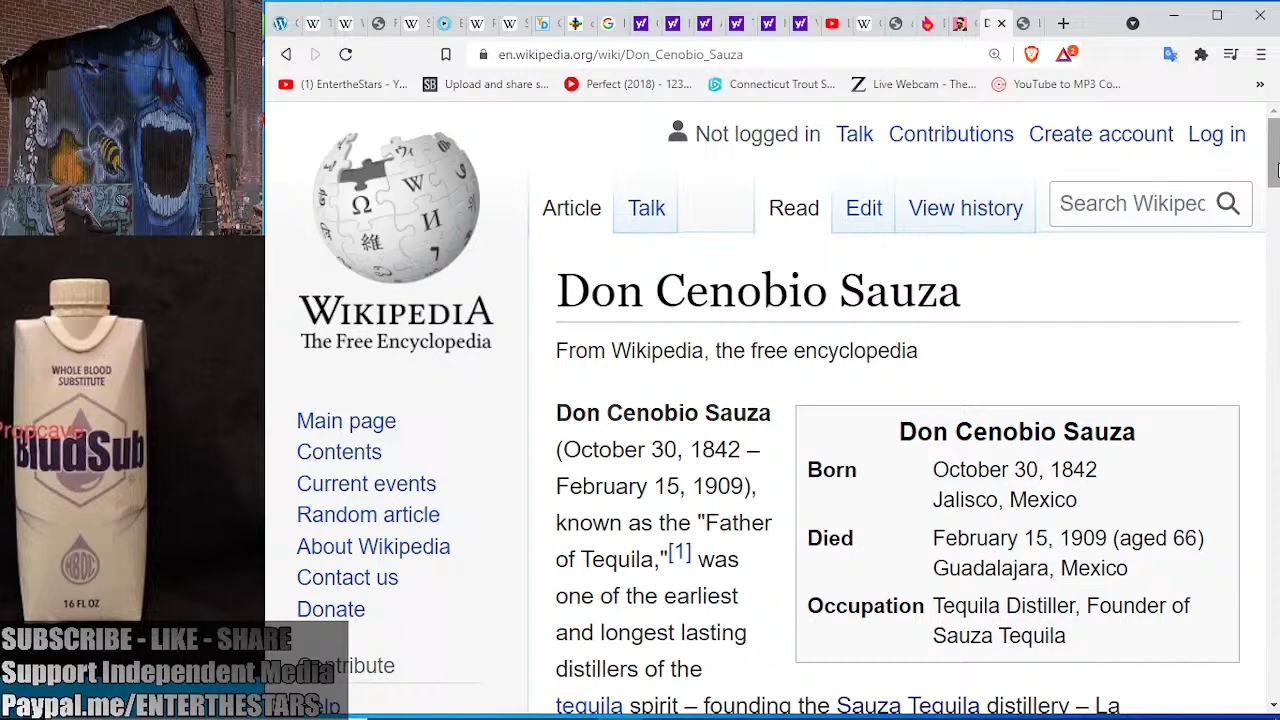 en.wikipedia.org/wiki/Don_Cenobio_Sauza
(1) EntertheStars - Y...
Upload and share s...
Perfect (2018) - 123...
Connecticut Trout S...
Live Webcam - The...
YouTube to MP3 Co...
»
Not logged in Talk Contributions Create account Log in
Article Talk Read Edit View history
Search Wikipec
WIKIPEDIA
The Free Encyclopedia
Main page
Contents
Current events
Random article
About Wikipedia
Contact us
Donate
Contribute
Help
Don Cenobio Sauza
From Wikipedia, the free encyclopedia
Don Cenobio Sauza
(October 30, 1842 –
February 15, 1909),
known as the "Father
of Tequila,"[1] was
one of the earliest
and longest lasting
distillers of the
tequila spirit – founding the Sauza Tequila distillery – La
Don Cenobio Sauza
Born October 30, 1842
Jalisco, Mexico
Died February 15, 1909 (aged 66)
Guadalajara, Mexico
Occupation Tequila Distiller, Founder of
Sauza Tequila
WHOLE BLOOD
SUBSTITUTE
Propcave
BludSub
HBOC
16 FL OZ
SUBSCRIBE - LIKE - SHARE
Support Independent Media
Paypal.me/ENTERTHESTARS